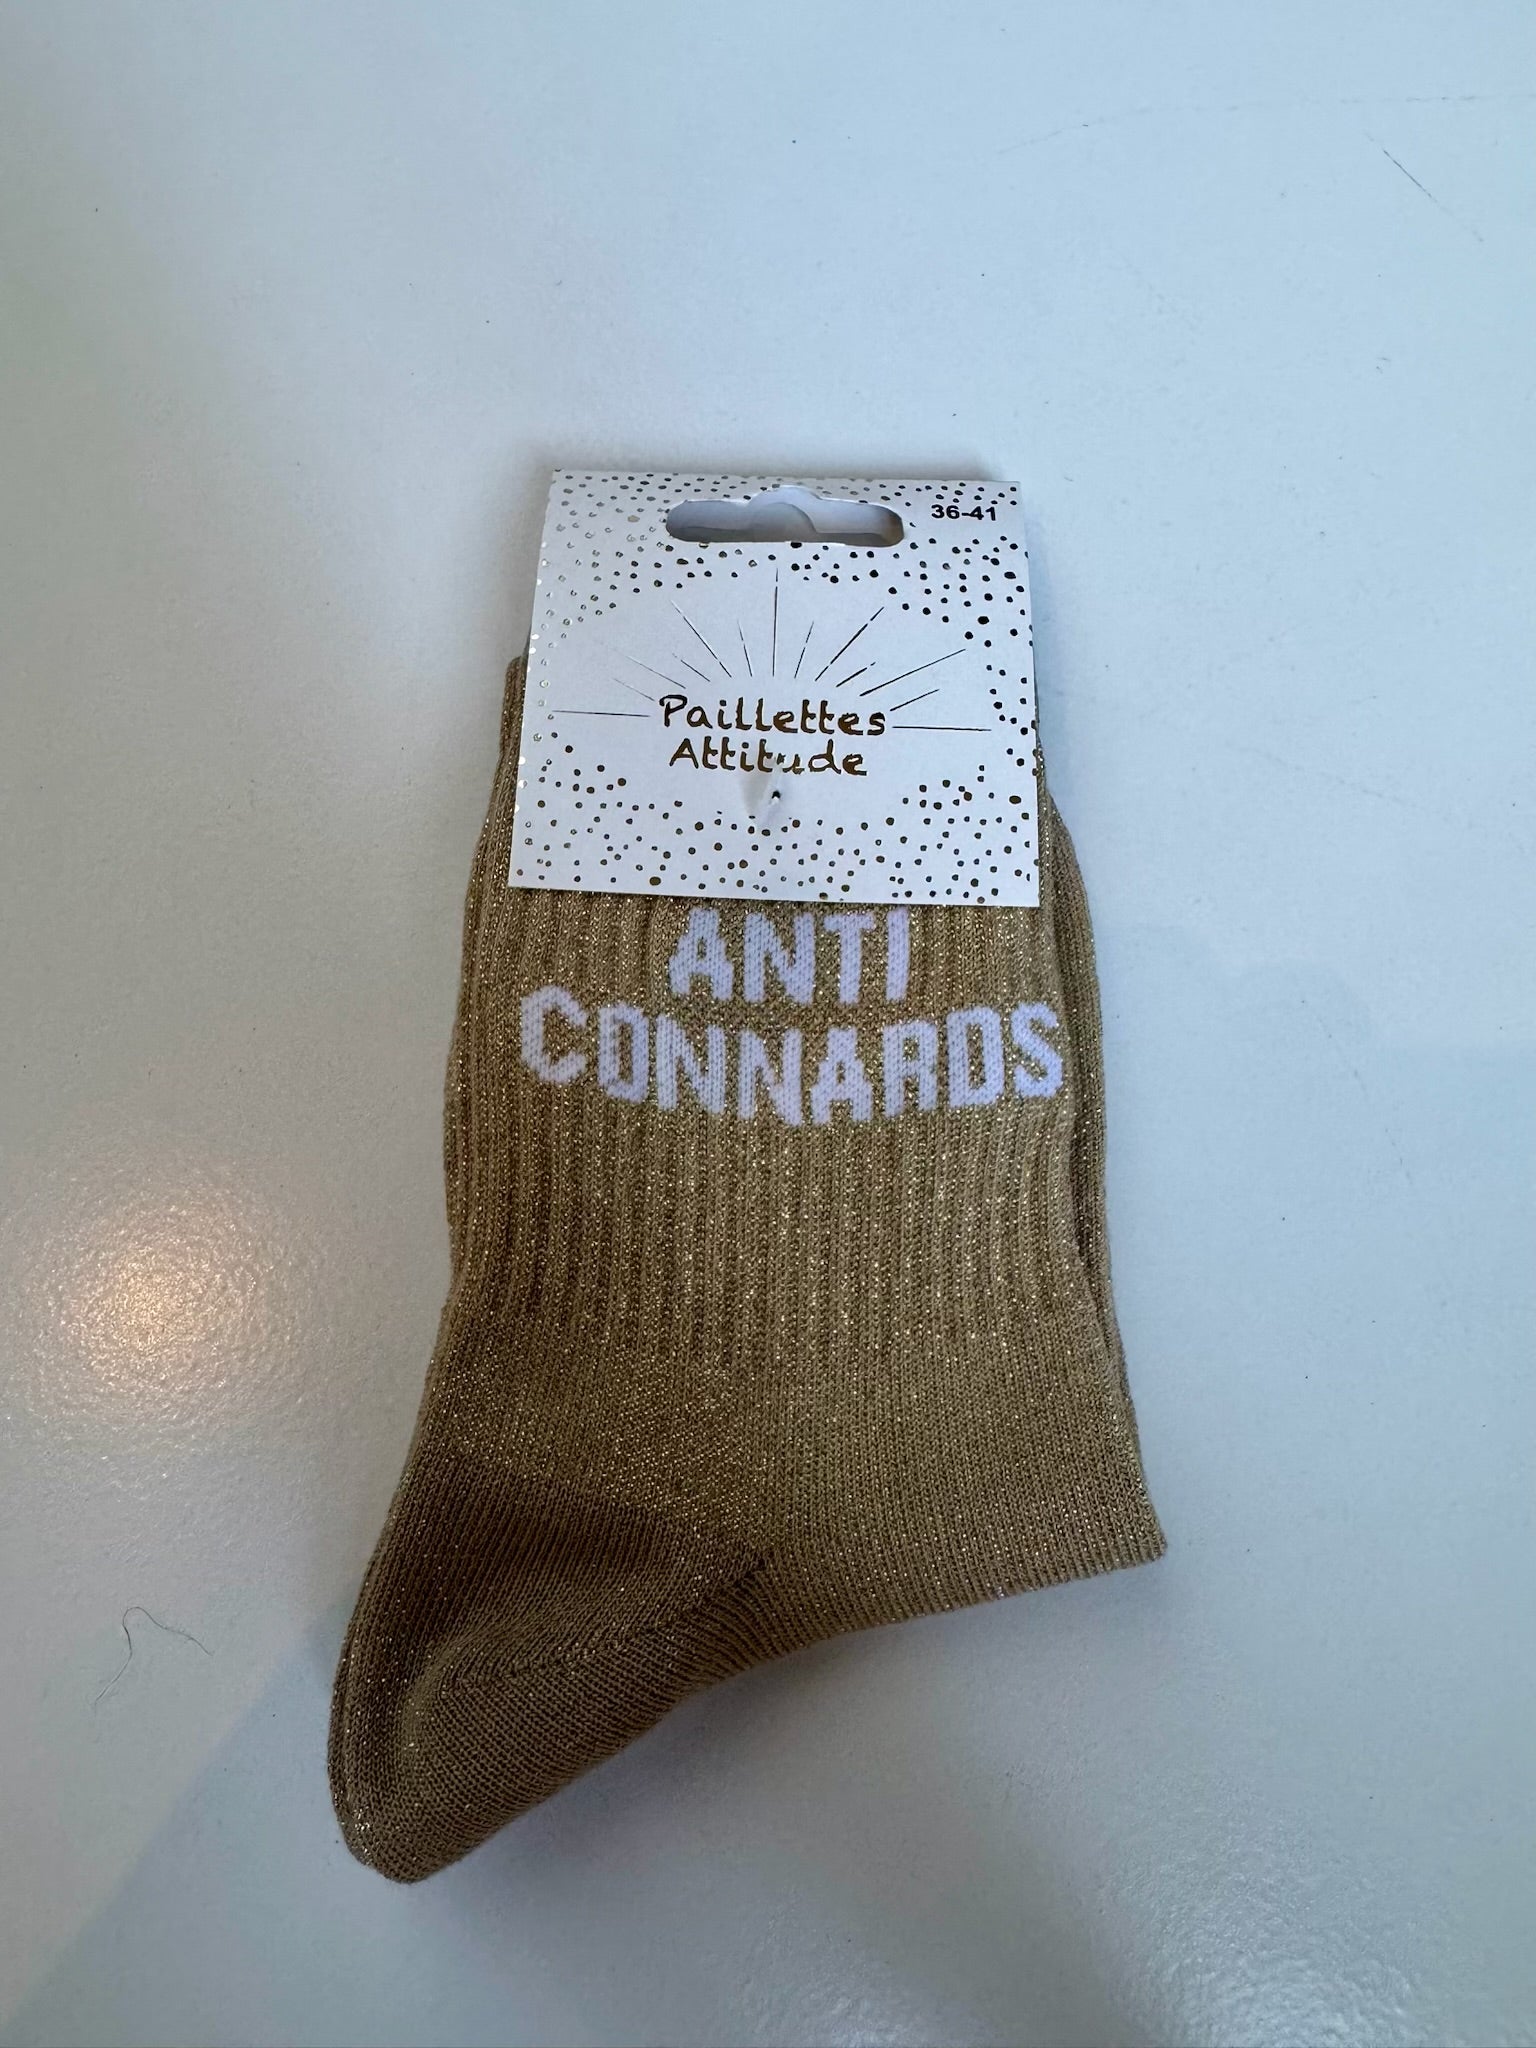 36-41
Paillettes
Attitude
ANTI
CONNARDS